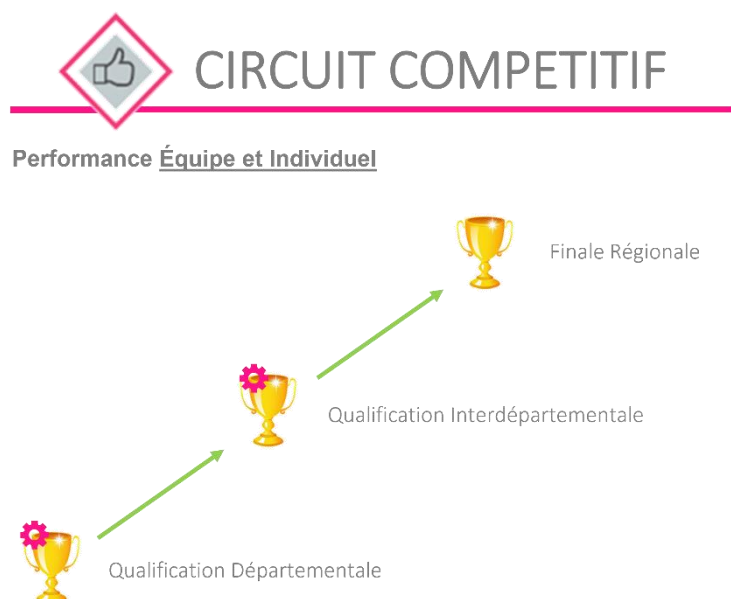 CIRCUIT COMPETITIF
Performance Équipe et Individuel
Finale Régionale
Qualification Interdépartementale
Qualification Départementale